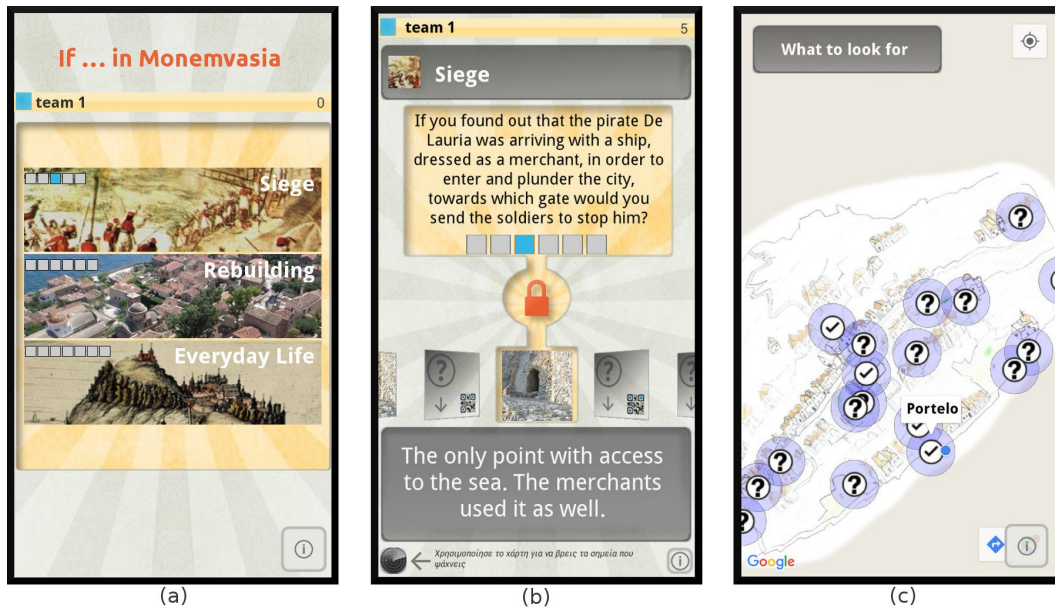 If ... in Monemvasia
team 1
0
Siege
Rebuilding
Everyday Life
(a)
team 1
5
Siege
If you found out that the pirate De
Lauria was arriving with a ship,
dressed as a merchant, in order to
enter and plunder the city,
towards which gate would you
send the soldiers to stop him?
The only point with access
to the sea. The merchants
used it as well.
Χρησιμοποίησε το χάρτη για να βρεις τα σημεία που
ψάχνεις
(b)
What to look for
Portelo
Google
(c)